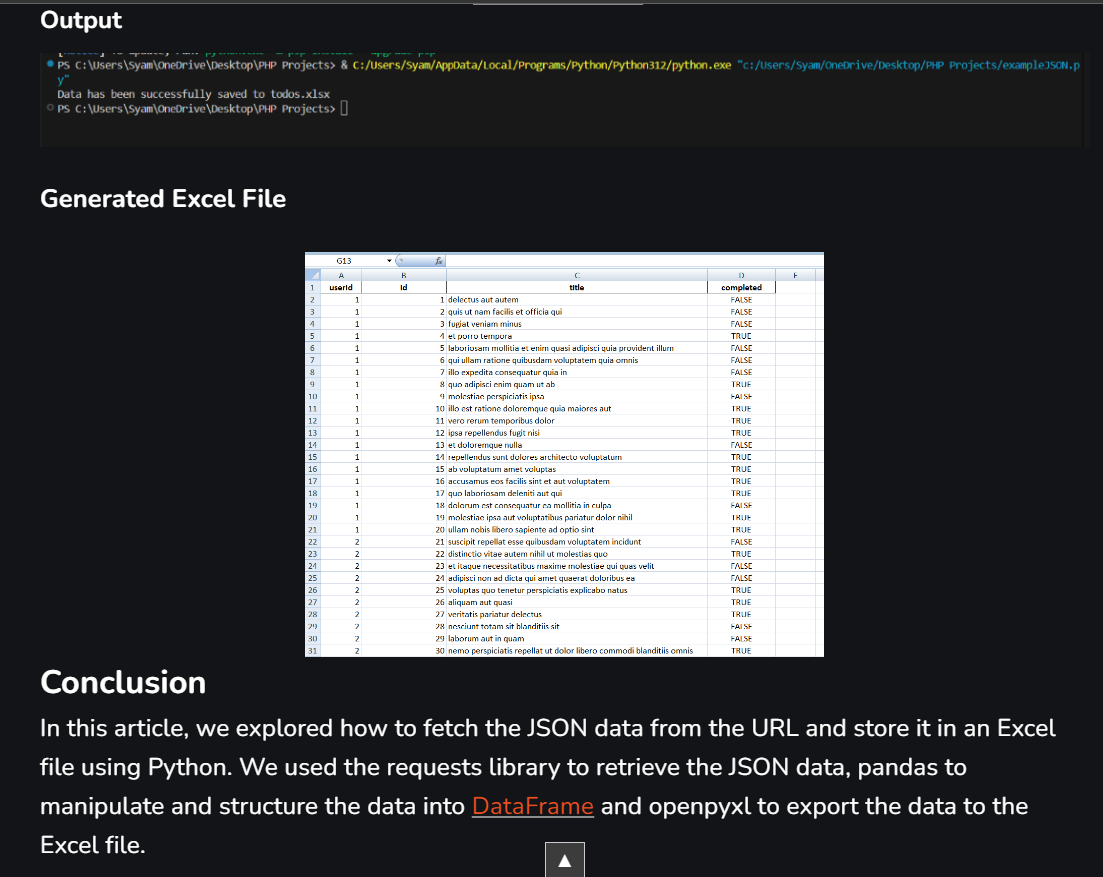 Output
PS C:\Users\Syam\OneDrive\Desktop\PHP Projects> & C:/Users/Syam/AppData/Local/Programs/Python/Python312/python.exe "c:/Users/Syam/OneDrive/Desktop/PHP Projects/exampleJSON.p
y"
Data has been successfully saved to todos.xlsx
PS C:\Users\Syam\OneDrive\Desktop\PHP Projects>
Generated Excel File
G13 fx
A B C D E
1 userId id title completed
2 1 1 delectus aut autem FALSE
3 1 2 quis ut nam facilis et officia qui FALSE
4 1 3 fugiat veniam minus FALSE
5 1 4 et porro tempora TRUE
6 1 5 laboriosam mollitia et enim quasi adipisci quia provident illum FALSE
7 1 6 qui ullam ratione quibusdam voluptatem quia omnis FALSE
8 1 7 illo expedita consequatur quia in FALSE
9 1 8 quo adipisci enim quam ut ab TRUE
10 1 9 molestiae perspiciatis ipsa FALSE
11 1 10 illo est ratione doloremque quia maiores aut TRUE
12 1 11 vero rerum temporibus dolor TRUE
13 1 12 ipsa repellendus fugit nisi TRUE
14 1 13 et doloremque nulla FALSE
15 1 14 repellendus sunt dolores architecto voluptatum TRUE
16 1 15 ab voluptatum amet voluptas TRUE
17 1 16 accusamus eos facilis sint et aut voluptatem TRUE
18 1 17 quo laboriosam deleniti aut qui TRUE
19 1 18 dolorum est consequatur ea mollitia in culpa FALSE
20 1 19 molestiae ipsa aut voluptatibus pariatur dolor nihil TRUE
21 1 20 ullam nobis libero sapiente ad optio sint TRUE
22 2 21 suscipit repellat esse quibusdam voluptatem incidunt FALSE
23 2 22 distinctio vitae autem nihil ut molestias quo TRUE
24 2 23 et itaque necessitatibus maxime molestiae qui quas velit FALSE
25 2 24 adipisci non ad dicta qui amet quaerat doloribus ea FALSE
26 2 25 voluptas quo tenetur perspiciatis explicabo natus TRUE
27 2 26 aliquam aut quasi TRUE
28 2 27 veritatis pariatur delectus TRUE
29 2 28 nesciunt totam sit blanditiis sit FALSE
30 2 29 laborum aut in quam FALSE
31 2 30 nemo perspiciatis repellat ut dolor libero commodi blanditiis omnis TRUE
Conclusion
In this article, we explored how to fetch the JSON data from the URL and store it in an Excel
file using Python. We used the requests library to retrieve the JSON data, pandas to
manipulate and structure the data into DataFrame and openpyxl to export the data to the
Excel file.